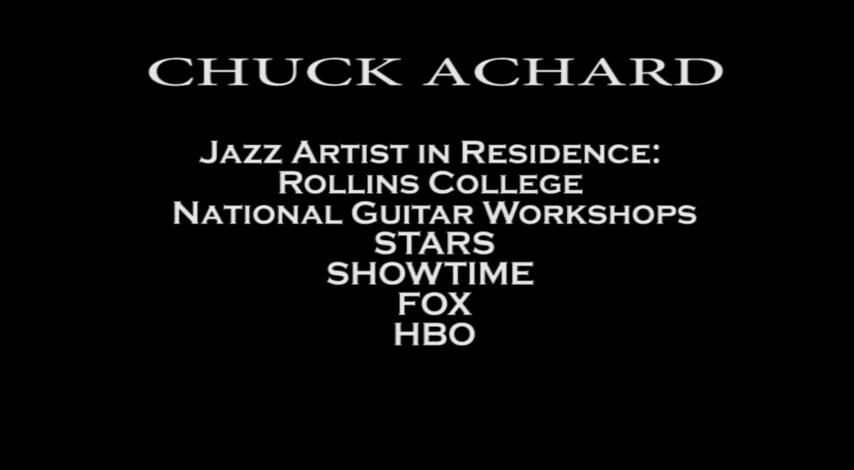 CHUCK ACHARD
JAZZ ARTIST IN RESIDENCE:
ROLLINS COLLEGE
NATIONAL GUITAR WORKSHOPS
STARS
SHOWTIME
FOX
HBO